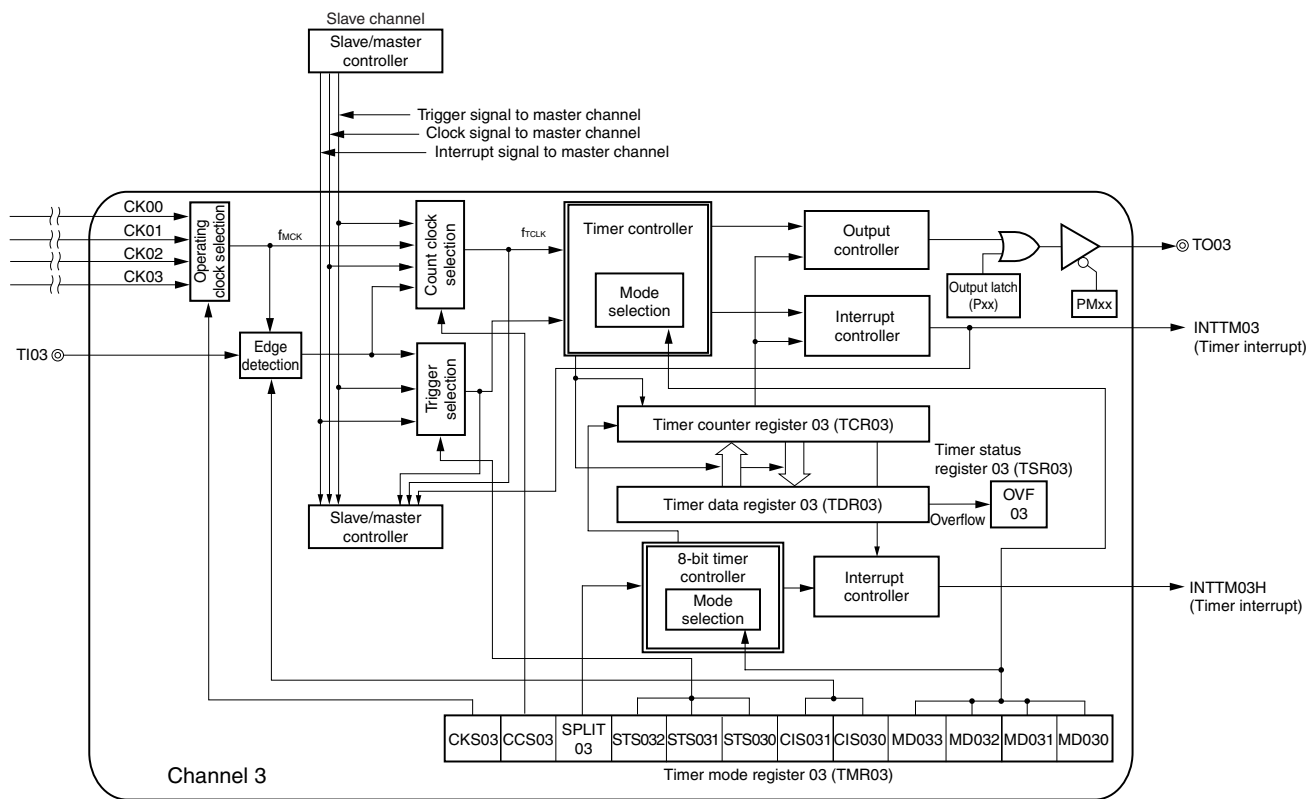 Slave channel
Slave/master
controller
Trigger signal to master channel
Clock signal to master channel
Interrupt signal to master channel
CK00
CK01
CK02
CK03
Operating
clock selection
fMCK
Count clock
selection
fTCLK
Timer controller
Mode
selection
Output
controller
Output latch
(Pxx)
PMxx
TO03
Interrupt
controller
INTTM03
(Timer interrupt)
TI03
Edge
detection
Trigger
selection
Timer counter register 03 (TCR03)
Timer status
register 03 (TSR03)
Slave/master
controller
Timer data register 03 (TDR03)
Overflow
OVF
03
8-bit timer
controller
Mode
selection
Interrupt
controller
INTTM03H
(Timer interrupt)
CKS03
CCS03
SPLIT
03
STS032
STS031
STS030
CIS031
CIS030
MD033
MD032
MD031
MD030
Channel 3
Timer mode register 03 (TMR03)